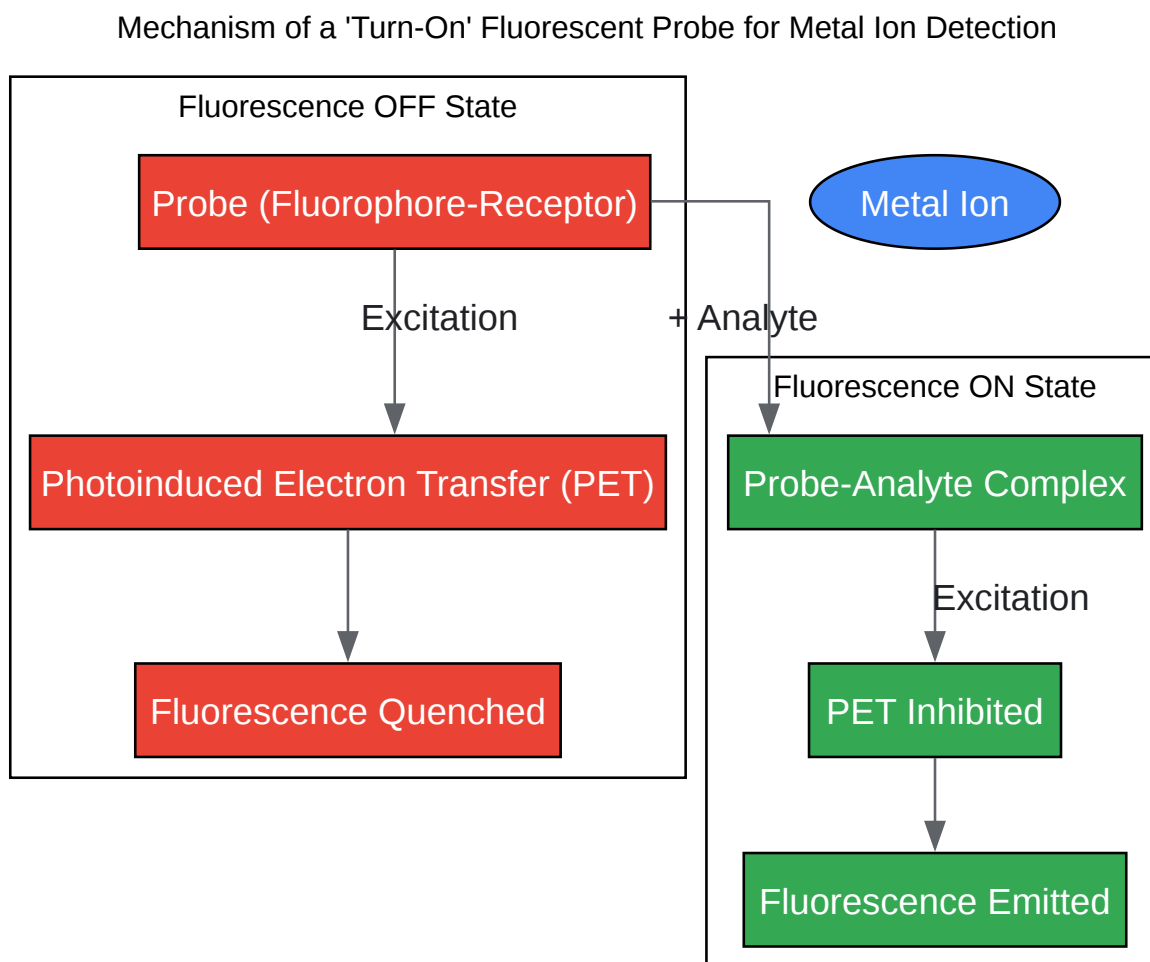 Mechanism of a 'Turn-On' Fluorescent Probe for Metal Ion Detection
Fluorescence OFF State
Probe (Fluorophore-Receptor)
Metal Ion
Excitation
+ Analyte
Fluorescence ON State
Photoinduced Electron Transfer (PET)
Probe-Analyte Complex
Excitation
Fluorescence Quenched
PET Inhibited
Fluorescence Emitted